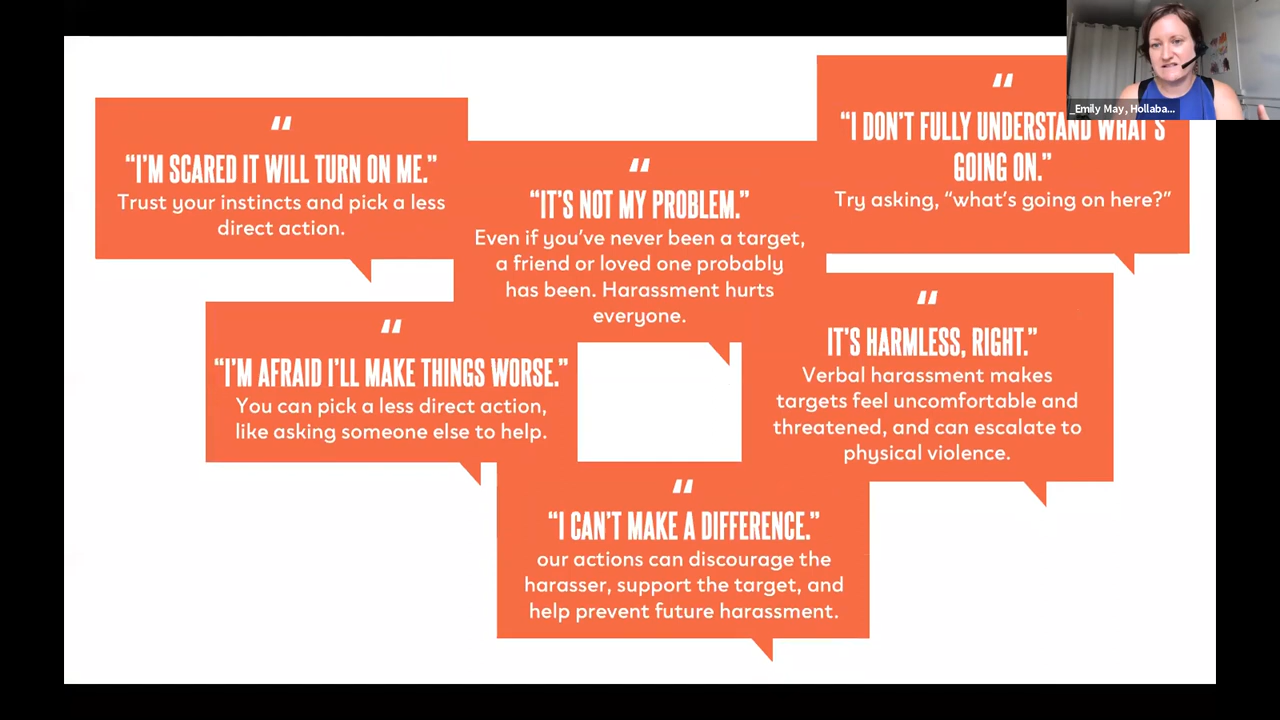 _Emily May, Hollaba...
“
“I'M SCARED IT WILL TURN ON ME.”
Trust your instincts and pick a less
direct action.
“
“IT'S NOT MY PROBLEM.”
Even if you've never been a target,
a friend or loved one probably
has been. Harassment hurts
everyone.
“
“I DON'T FULLY UNDERSTAND WHAT'S
GOING ON.”
Try asking, “what's going on here?”
“
“I'M AFRAID I'LL MAKE THINGS WORSE.”
You can pick a less direct action,
like asking someone else to help.
“
IT'S HARMLESS, RIGHT.”
Verbal harassment makes
targets feel uncomfortable and
threatened, and can escalate to
physical violence.
“
“I CAN'T MAKE A DIFFERENCE.”
our actions can discourage the
harasser, support the target, and
help prevent future harassment.